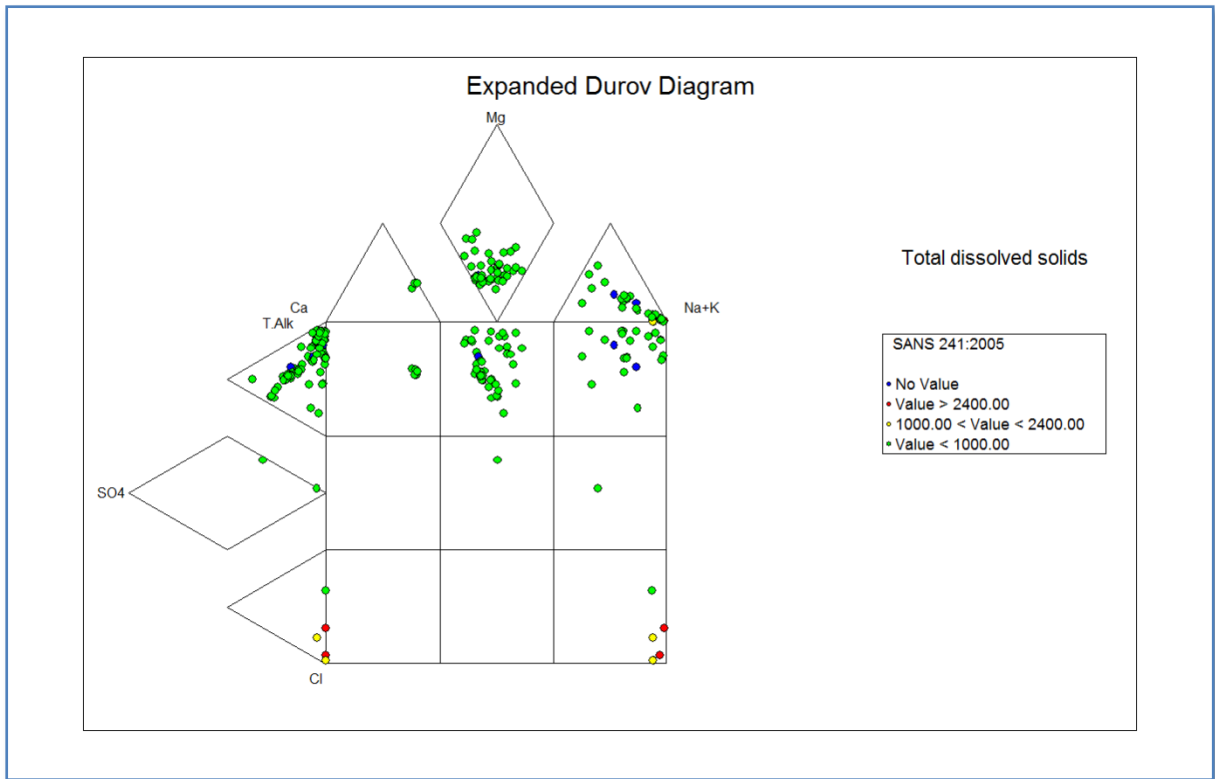 Expanded Durov Diagram
Mg
Total dissolved solids
Ca
Na+K
T.Alk
SANS 241:2005
No Value
Value > 2400.00
1000.00 < Value < 2400.00
Value < 1000.00
SO4
Cl